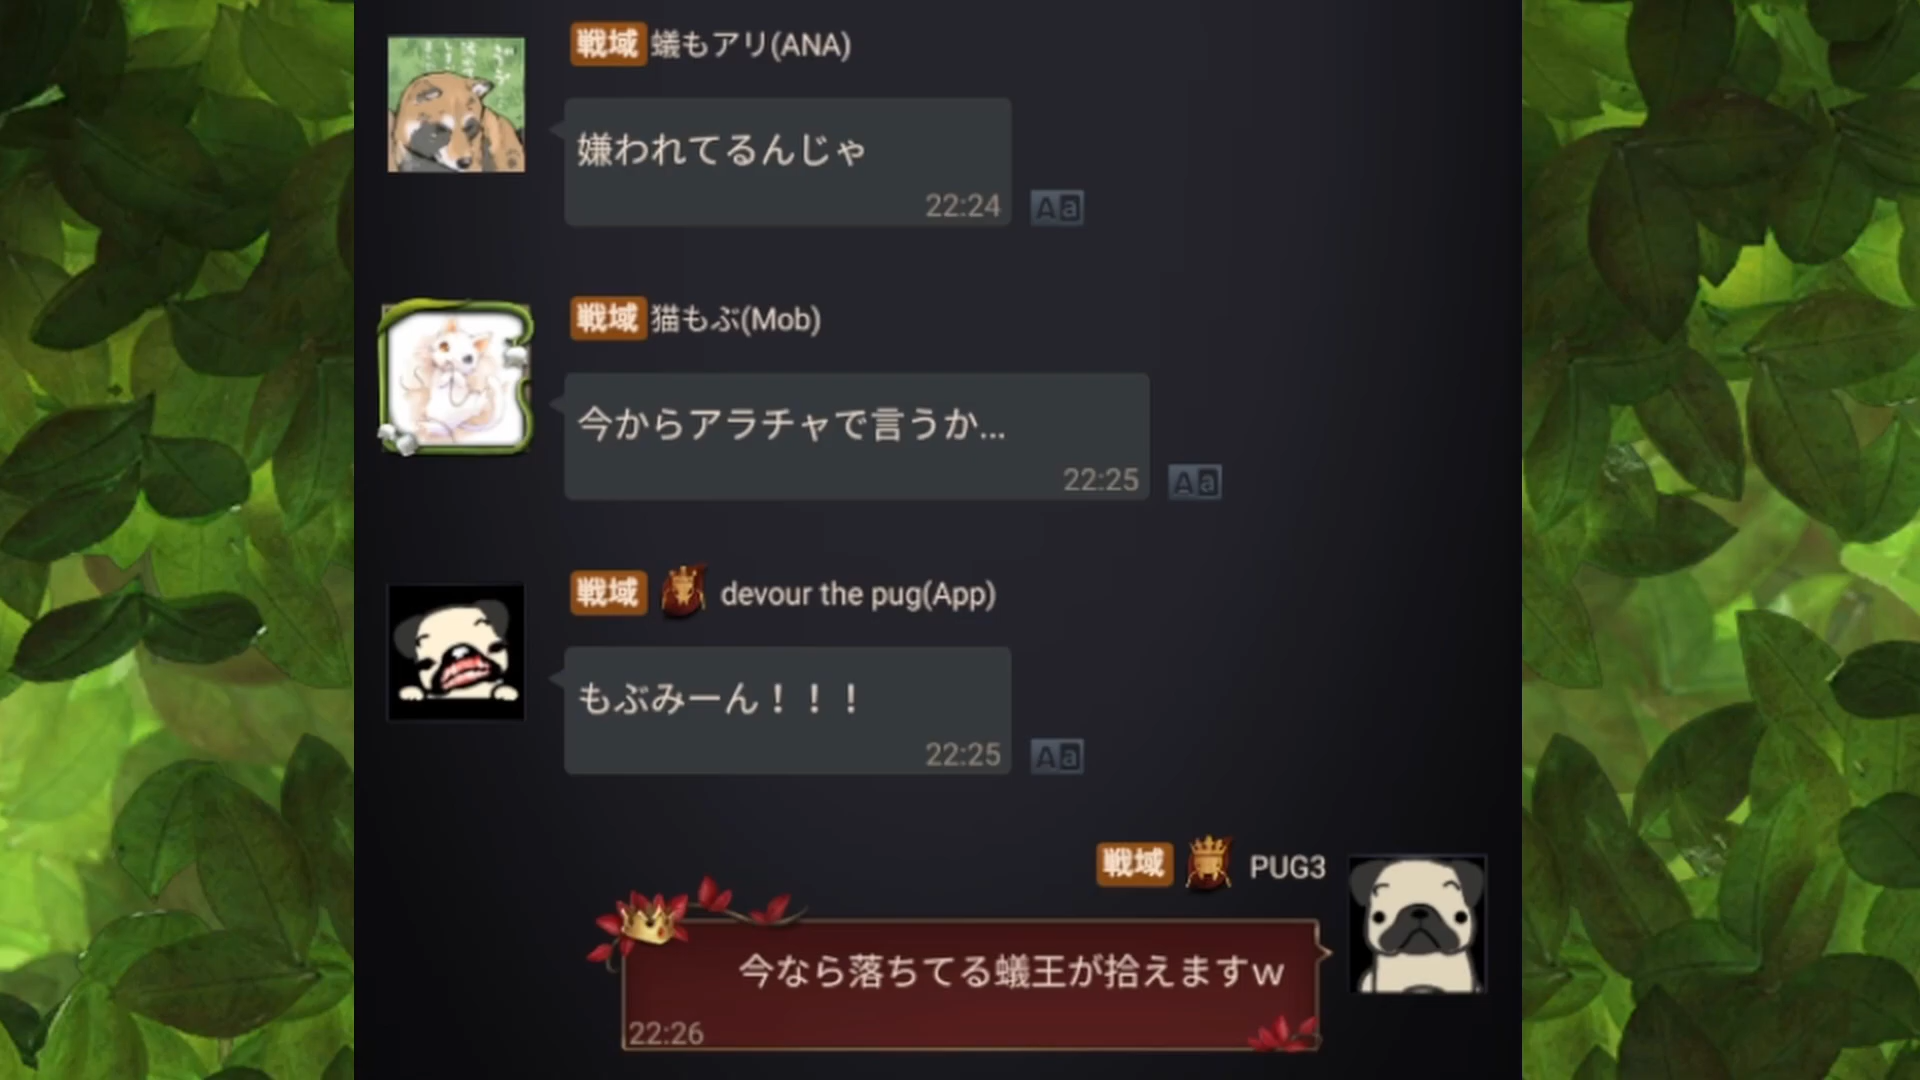 戦域 蟻もアリ(ANA)
嫌われてるんじゃ
22:24
Aa
戦域 猫もぶ(Mob)
今からアラチャで言うか...
22:25
Aa
戦域 devour the pug(App)
もぶみーん！！！
22:25
Aa
戦域 PUG3
今なら落ちてる蟻王が拾えますw
22:26